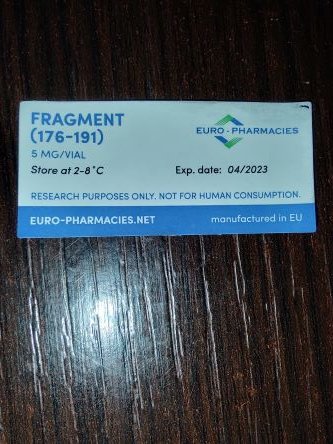 FRAGMENT
(176-191)
5 MG/VIAL
Store at 2-8°C
EURO-PHARMACIES
Exp. date: 04/2023
RESEARCH PURPOSES ONLY. NOT FOR HUMAN CONSUMPTION.
EURO-PHARMACIES.NET
manufactured in EU